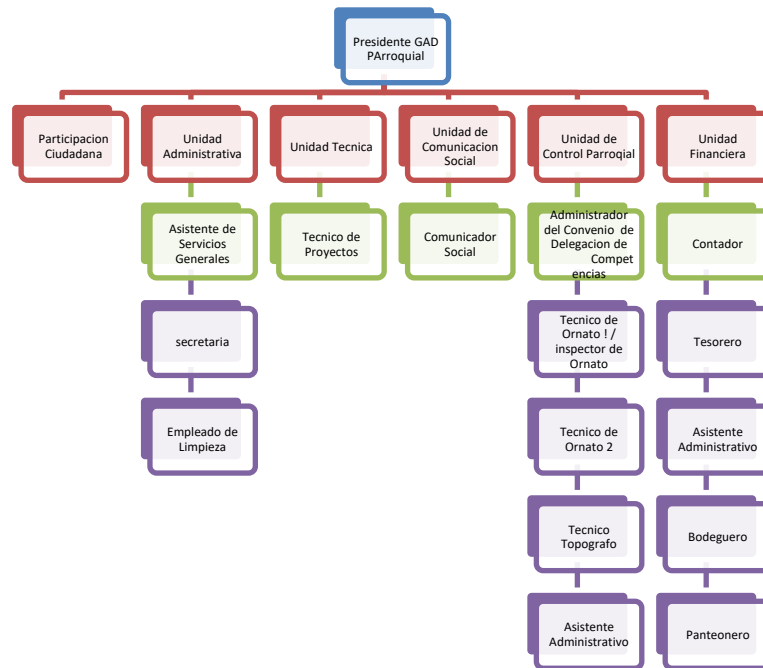 Presidente GAD
PArroquial
Participacion
Ciudadana
Unidad
Administrativa
Unidad Tecnica
Unidad de
Comunicacion
Social
Unidad de
Control Parroqial
Unidad
Financiera
Asistente de
Servicios
Generales
Tecnico de
Proyectos
Comunicador
Social
Administrador
del Convenio de
Delegacion de
Compet
encias
Contador
secretaria
Tecnico de
Ornato ! /
inspector de
Ornato
Tesorero
Empleado de
Limpieza
Tecnico de
Ornato 2
Asistente
Administrativo
Tecnico
Topografo
Bodeguero
Asistente
Administrativo
Panteonero